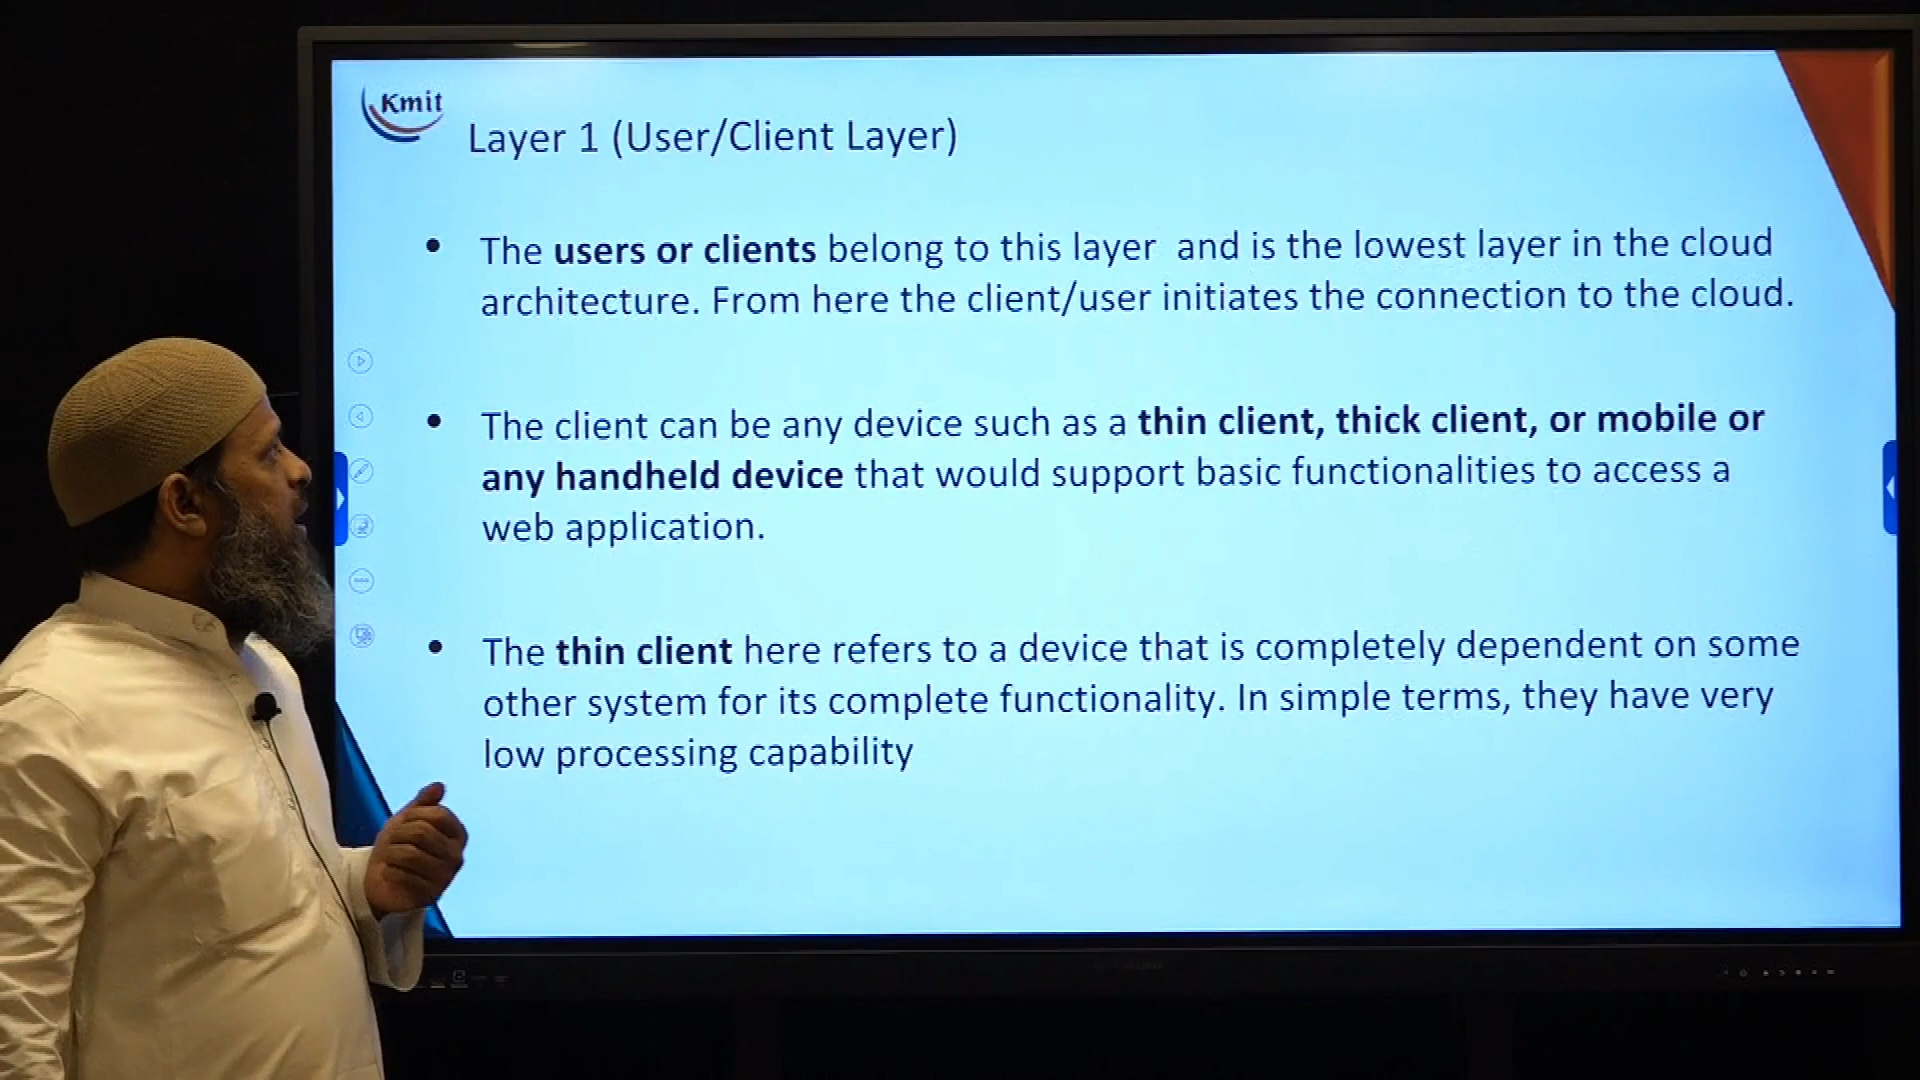 Kmit
Layer 1 (User/Client Layer)
• The users or clients belong to this layer and is the lowest layer in the cloud
architecture. From here the client/user initiates the connection to the cloud.
• The client can be any device such as a thin client, thick client, or mobile or
any handheld device that would support basic functionalities to access a
web application.
• The thin client here refers to a device that is completely dependent on some
other system for its complete functionality. In simple terms, they have very
low processing capability